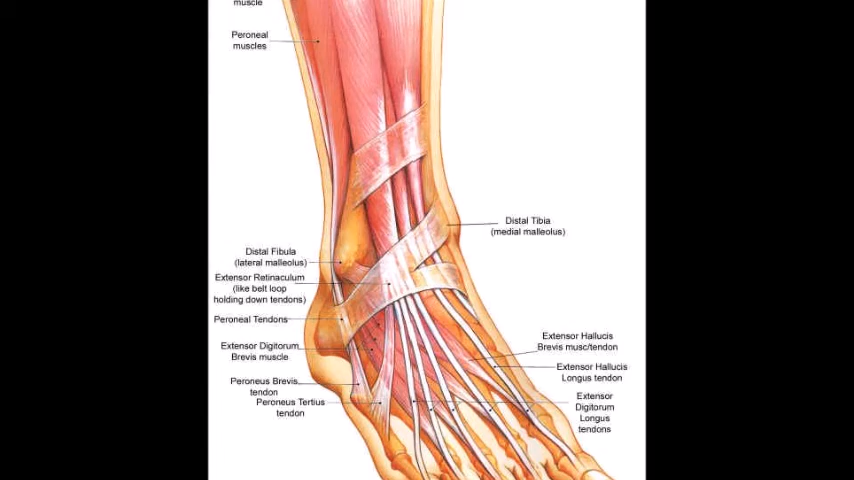 muscle
Peroneal
muscles
Distal Tibia
(medial malleolus)
Distal Fibula
(lateral malleolus)
Extensor Retinaculum
(like belt loop
holding down tendons)
Peroneal Tendons
Extensor Digitorum
Brevis muscle
Peroneus Brevis
tendon
Peroneus Tertius
tendon
Extensor Hallucis
Brevis musc/tendon
Extensor Hallucis
Longus tendon
Extensor
Digitorum
Longus
tendons